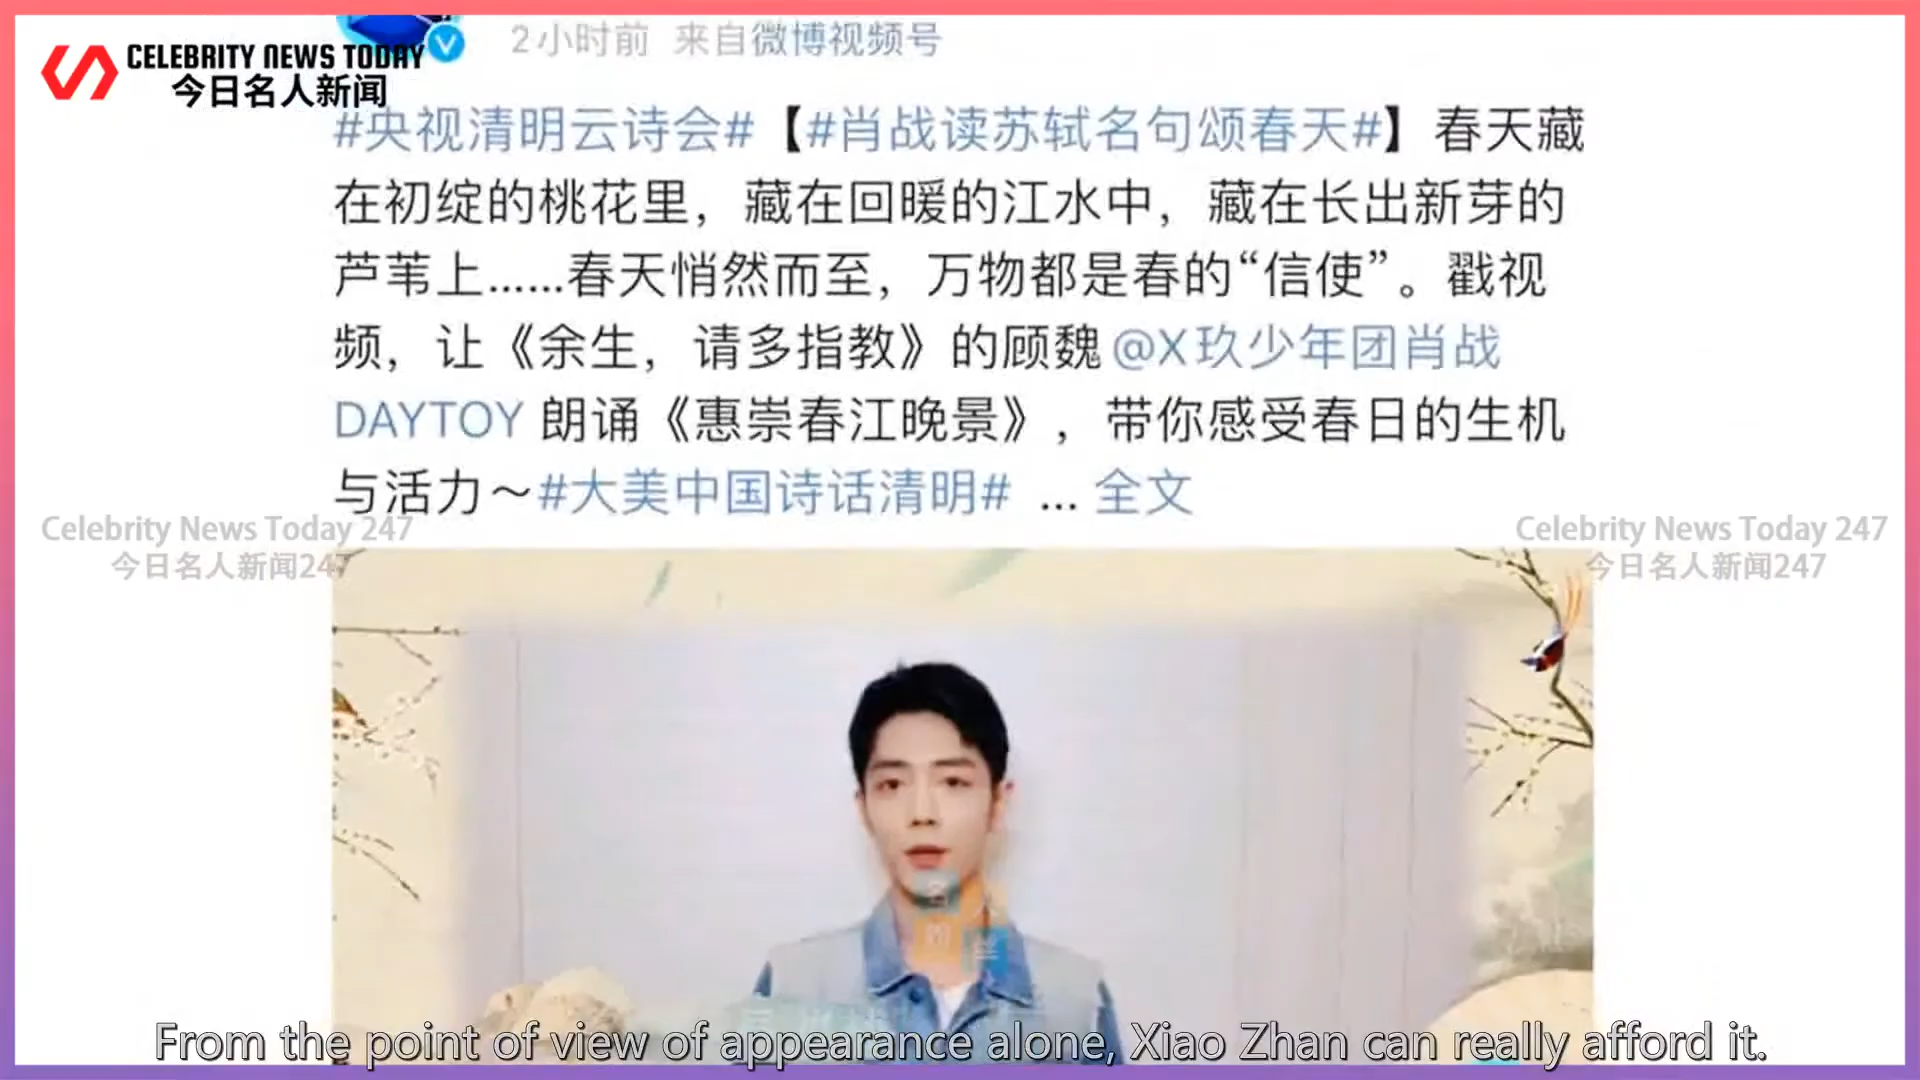 2小时前 来自微博视频号
CELEBRITY NEWS TODAY
今日名人新闻
#央视清明云诗会#【#肖战读苏轼名句颂春天#】春天藏
在初绽的桃花里，藏在回暖的江水中，藏在长出新芽的
芦苇上......春天悄然而至，万物都是春的“信使”。戳视
频，让《余生，请多指教》的顾魏@X玖少年团肖战
DAYTOY 朗诵《惠崇春江晚景》，带你感受春日的生机
与活力～#大美中国诗话清明# ... 全文
Celebrity News Today 247
今日名人新闻247
Celebrity News Today 247
今日名人新闻247
From the point of view of appearance alone, Xiao Zhan can really afford it.